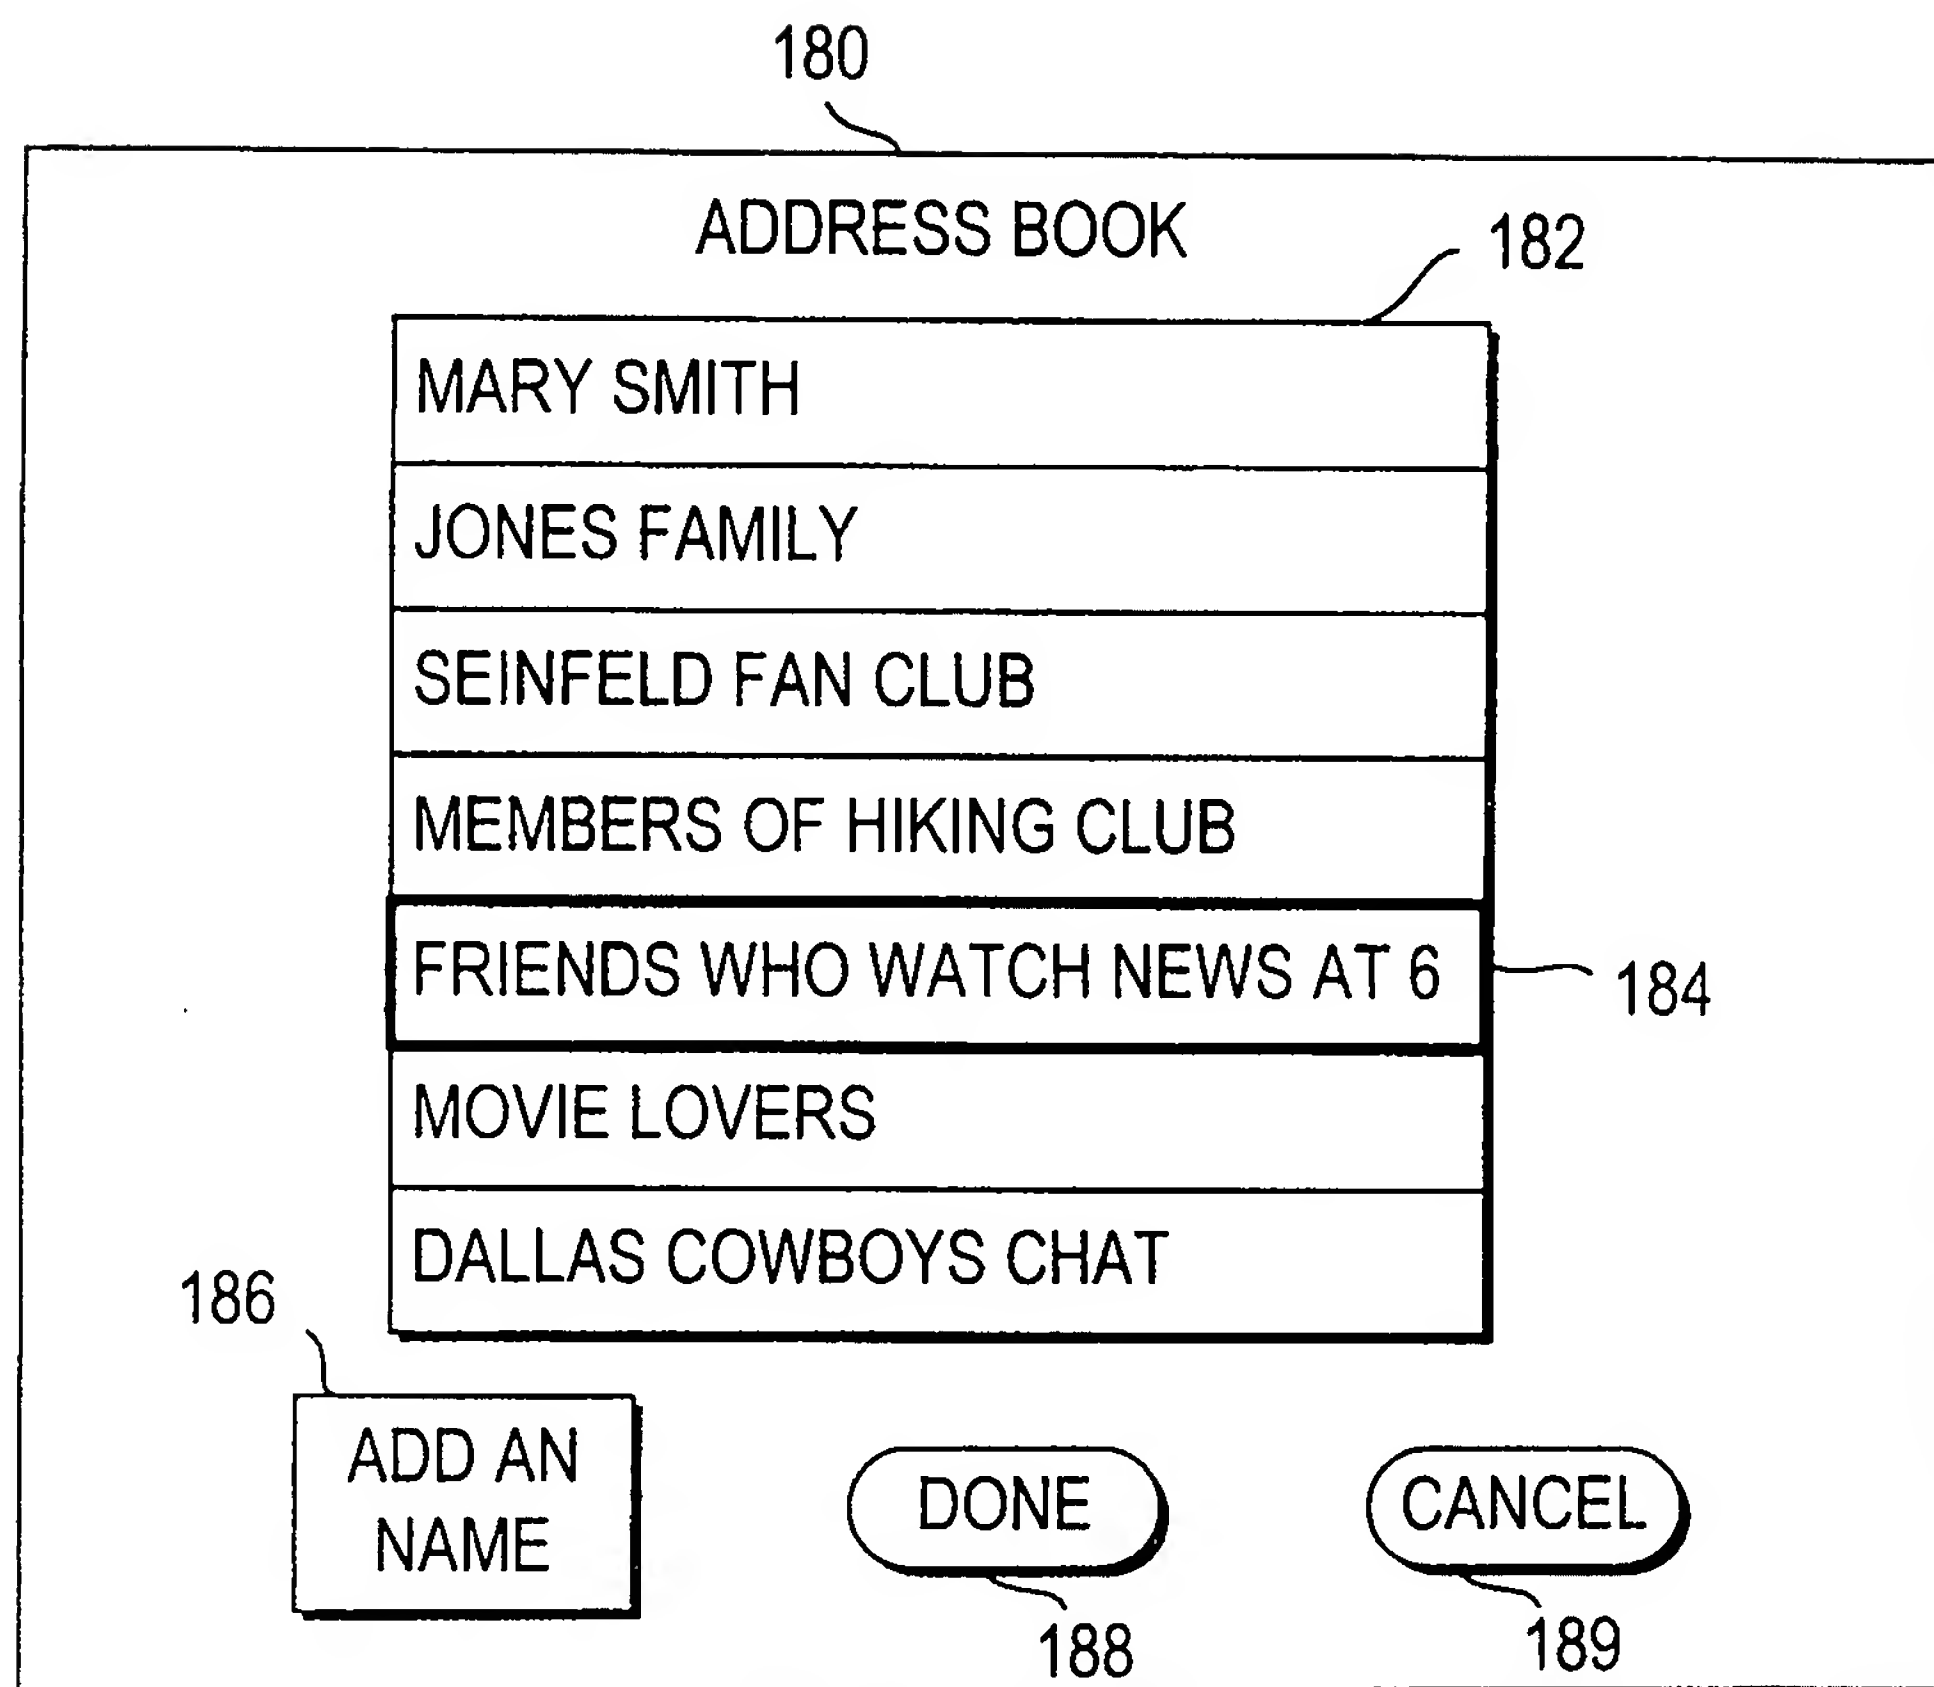 180
ADDRESS BOOK
182
MARY SMITH
JONES FAMILY
SEINFELD FAN CLUB
MEMBERS OF HIKING CLUB
FRIENDS WHO WATCH NEWS AT 6
184
MOVIE LOVERS
DALLAS COWBOYS CHAT
186
ADD AN
NAME
DONE
CANCEL
188
189